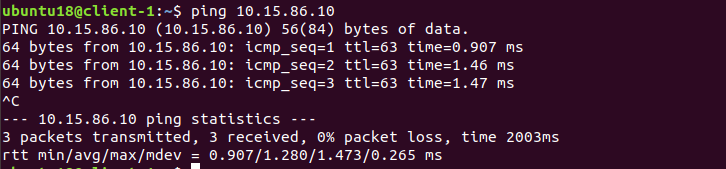 ubuntu18@client-1:~$ ping 10.15.86.10
PING 10.15.86.10 (10.15.86.10) 56(84) bytes of data.
64 bytes from 10.15.86.10: icmp_seq=1 ttl=63 time=0.907 ms
64 bytes from 10.15.86.10: icmp_seq=2 ttl=63 time=1.46 ms
64 bytes from 10.15.86.10: icmp_seq=3 ttl=63 time=1.47 ms
^C
--- 10.15.86.10 ping statistics ---
3 packets transmitted, 3 received, 0% packet loss, time 2003ms
rtt min/avg/max/mdev = 0.907/1.280/1.473/0.265 ms